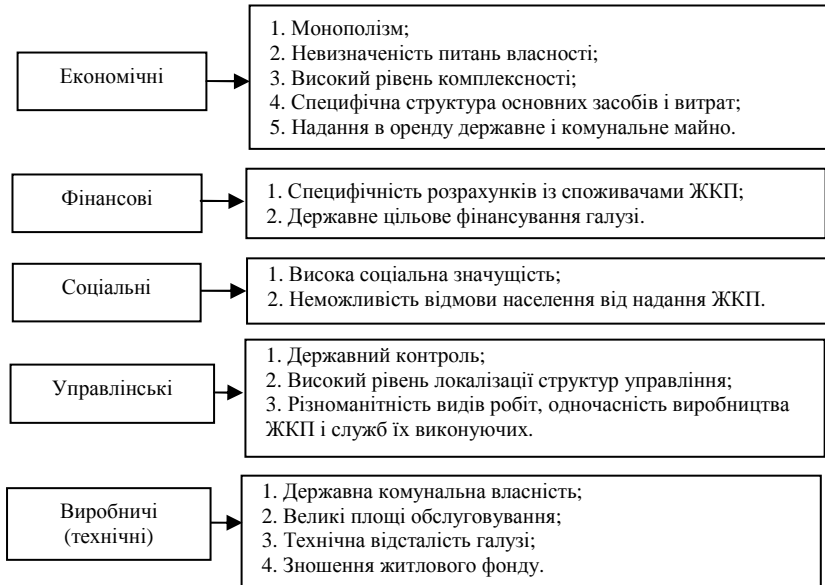 Економічні
1. Монополізм;
2. Невизначеність питань власності;
3. Високий рівень комплексності;
4. Специфічна структура основних засобів і витрат;
5. Надання в оренду державне і комунальне майно.
Фінансові
1. Специфічність розрахунків із споживачами ЖКП;
2. Державне цільове фінансування галузі.
Соціальні
1. Висока соціальна значущість;
2. Неможливість відмови населення від надання ЖКП.
Управлінські
1. Державний контроль;
2. Високий рівень локалізації структур управління;
3. Різноманітність видів робіт, одночасність виробництва
ЖКП і служб їх виконуючих.
Виробничі
(технічні)
1. Державна комунальна власність;
2. Великі площі обслуговування;
3. Технічна відсталість галузі;
4. Зношення житлового фонду.